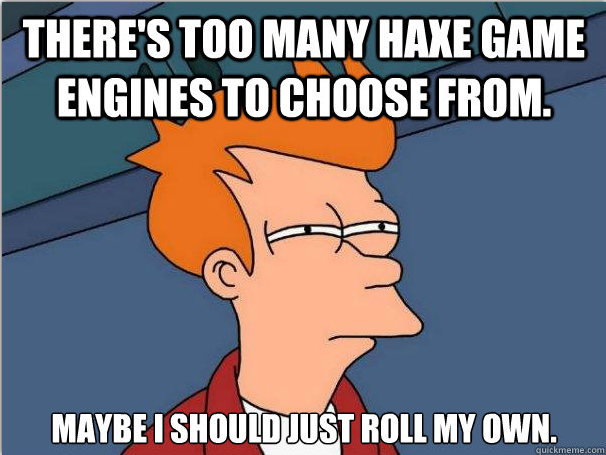 THERE'S TOO MANY HAXE GAME
ENGINES TO CHOOSE FROM.
MAYBE I SHOULD JUST ROLL MY OWN.
quickmeme.com